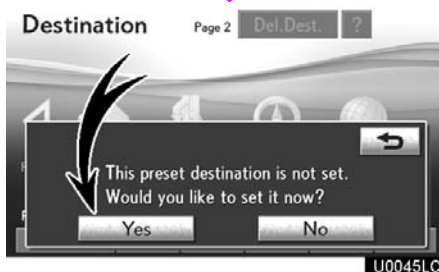 Destination Page 2 Del.Dest. ?
This preset destination is not set.
Would you like to set it now?
Yes No
U0045LC